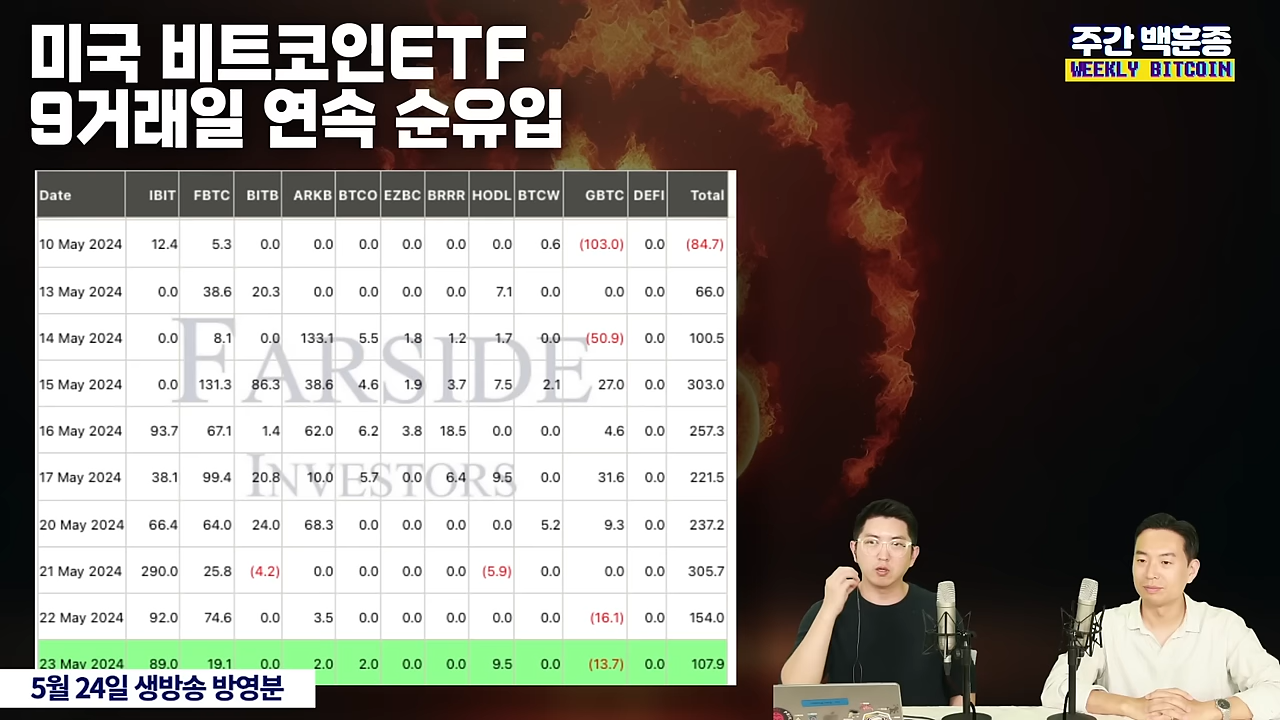 미국 비트코인ETF
9거래일 연속 순유입
주간 백훈종
WEEKLY BITCOIN
Date IBIT FBTC BITB ARKB BTCO EZBC BRRR HODL BTCW GBTC DEFI Total
10 May 2024 12.4 5.3 0.0 0.0 0.0 0.0 0.0 0.0 0.6 (103.0) 0.0 (84.7)
13 May 2024 0.0 38.6 20.3 0.0 0.0 0.0 0.0 7.1 0.0 0.0 0.0 66.0
14 May 2024 0.0 8.1 0.0 133.1 5.5 1.8 1.2 1.7 0.0 (50.9) 0.0 100.5
15 May 2024 0.0 131.3 86.3 38.6 4.6 1.9 3.7 7.5 2.1 27.0 0.0 303.0
16 May 2024 93.7 67.1 1.4 62.0 6.2 3.8 18.5 0.0 0.0 4.6 0.0 257.3
17 May 2024 38.1 99.4 20.8 10.0 5.7 0.0 6.4 9.5 0.0 31.6 0.0 221.5
20 May 2024 66.4 64.0 24.0 68.3 0.0 0.0 0.0 0.0 5.2 9.3 0.0 237.2
21 May 2024 290.0 25.8 (4.2) 0.0 0.0 0.0 0.0 (5.9) 0.0 0.0 0.0 305.7
22 May 2024 92.0 74.6 0.0 3.5 0.0 0.0 0.0 0.0 0.0 (16.1) 0.0 154.0
23 May 2024 89.0 19.1 0.0 2.0 2.0 0.0 0.0 9.5 0.0 (13.7) 0.0 107.9
FARSIDE
INVESTORS
5월 24일 생방송 방영분